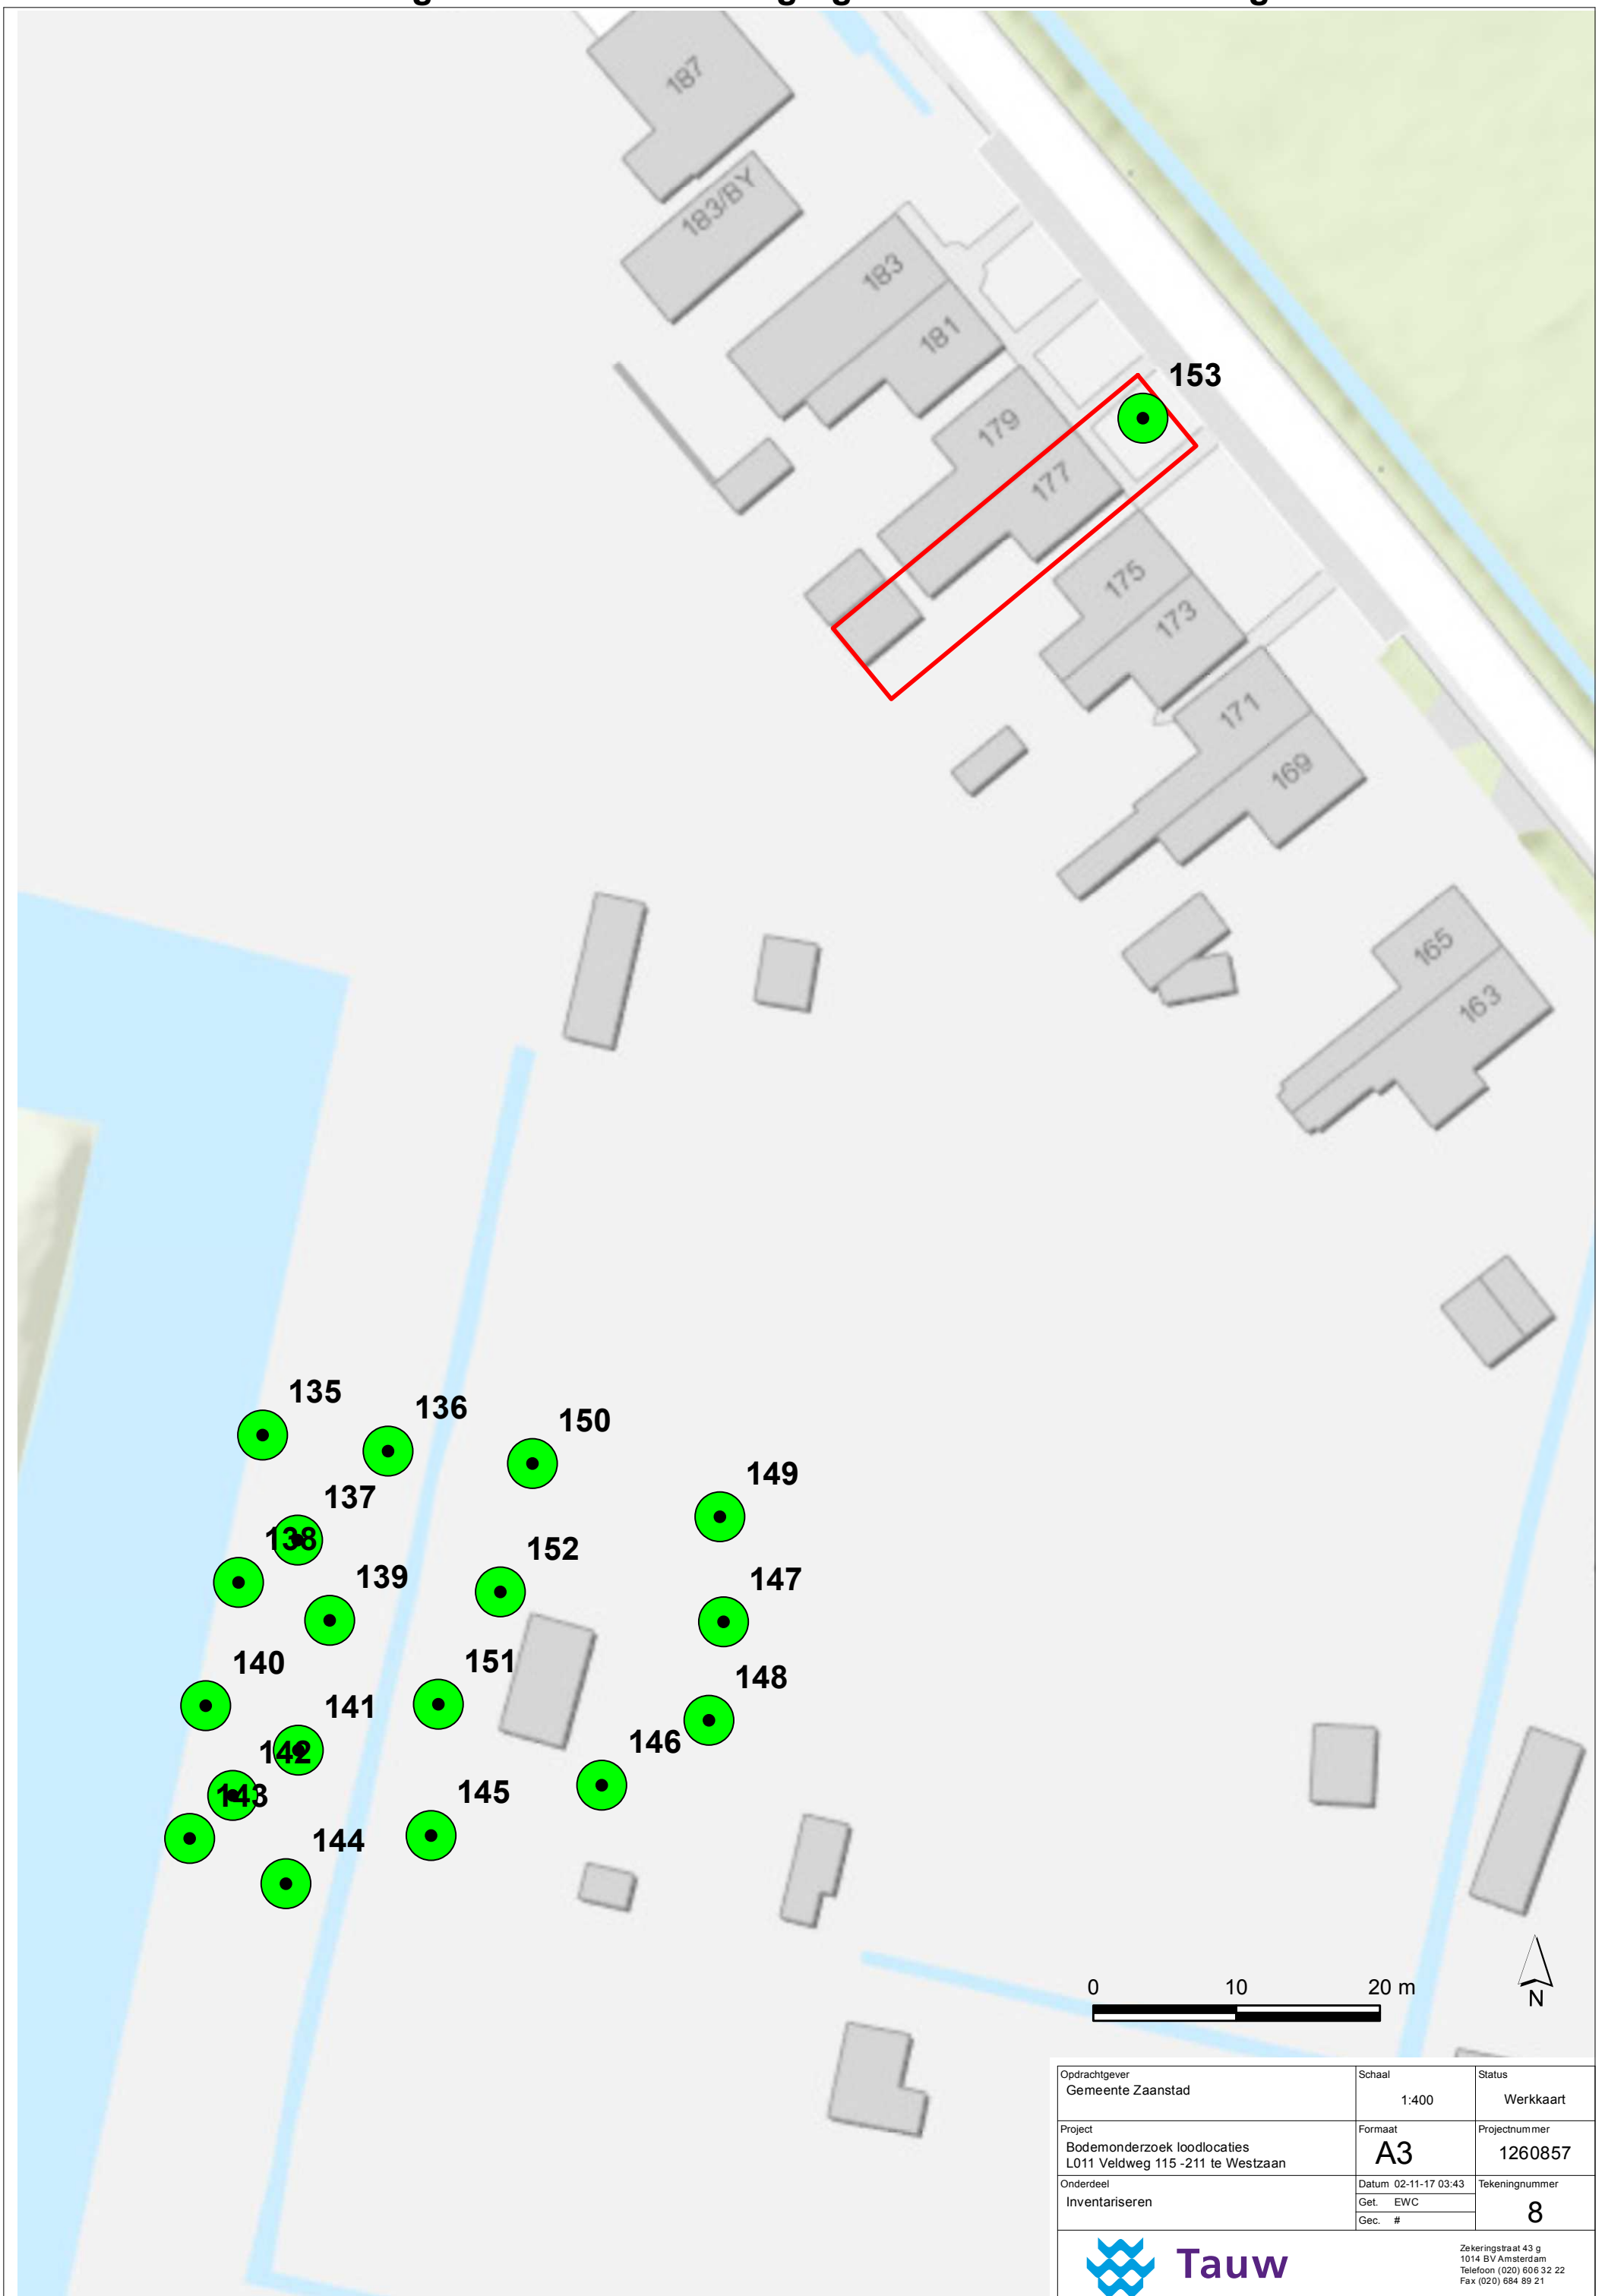 187
183/BY
183
181
153
179
177
175
173
171
169
165
163
135
136
150
137
149
138
152
139
147
140
151
148
141
146
142
145
143
144
0 10 20 m
N
Opdrachtgever
Gemeente Zaanstad
Schaal
1:400
Status
Werkkaart
Project
Bodemonderzoek loodlocaties
L011 Veldweg 115 -211 te Westzaan
Formaat
A3
Projectnummer
1260857
Onderdeel
Inventariseren
Datum 02-11-17 03:43
Get. EWC
Gec. #
Tekeningnummer
8
Tauw
Zekeringstraat 43 g
1014 BV Amsterdam
Telefoon (020) 606 32 22
Fax (020) 684 89 21